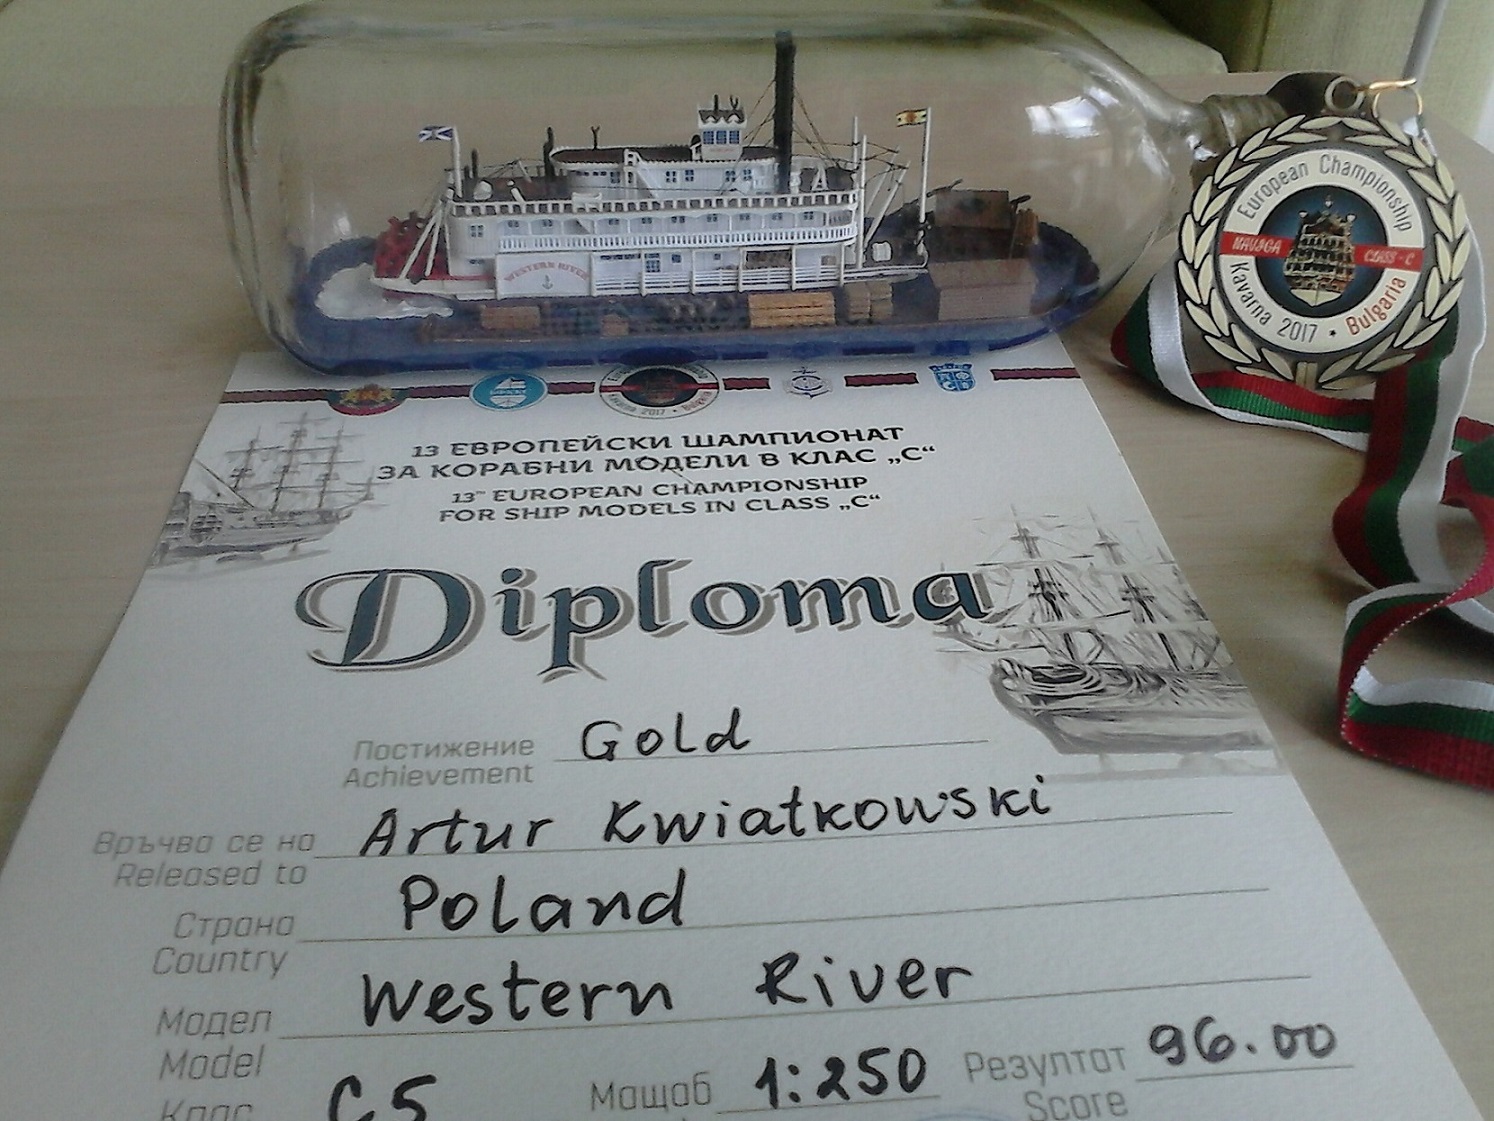 WESTERN RIVER
European Championship
NAVIGA CLASS-C
Kavarna 2017 • Bulgaria
13 ЕВРОПЕЙСКИ ШАМПИОНАТ
ЗА КОРАБНИ МОДЕЛИ В КЛАС „С“
13TH EUROPEAN CHAMPIONSHIP
FOR SHIP MODELS IN CLASS „C“
Diploma
Постижение Gold
Achievement
Връчва се на Artur Kwiatkowski
Released to
Страна Poland
Country
Модел Western River
Model
Клас C5 Мащаб 1:250 Резултат 96.00
Score